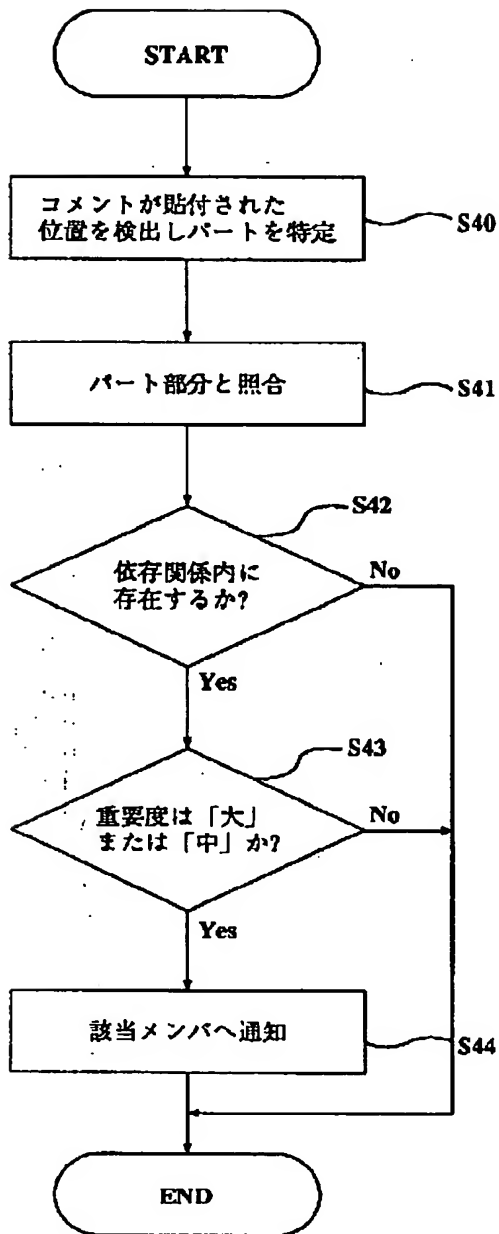 START
コメントが貼付された
位置を検出しパートを特定
S40
パート部分と照合
S41
S42
依存関係内に
存在するか?
No
Yes
S43
重要度は「大」
または「中」か?
No
Yes
該当メンバへ通知
S44
END